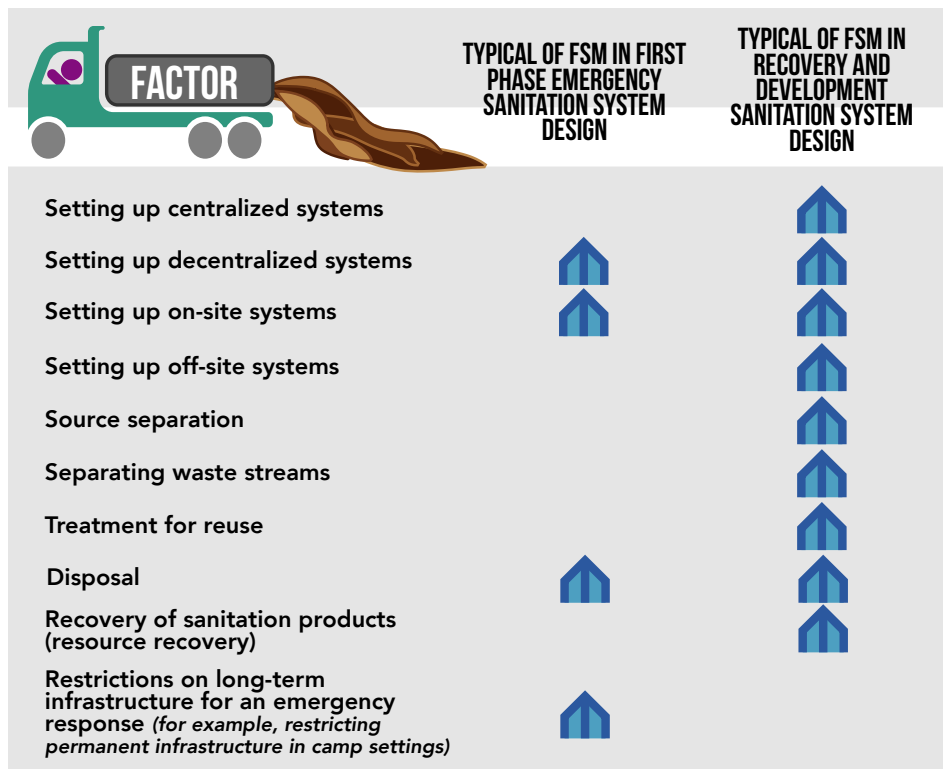 FACTOR
TYPICAL OF FSM IN FIRST
PHASE EMERGENCY
SANITATION SYSTEM
DESIGN
TYPICAL OF FSM IN
RECOVERY AND
DEVELOPMENT
SANITATION SYSTEM
DESIGN
Setting up centralized systems
Setting up decentralized systems
Setting up on-site systems
Setting up off-site systems
Source separation
Separating waste streams
Treatment for reuse
Disposal
Recovery of sanitation products
(resource recovery)
Restrictions on long-term
infrastructure for an emergency
response (for example, restricting
permanent infrastructure in camp settings)